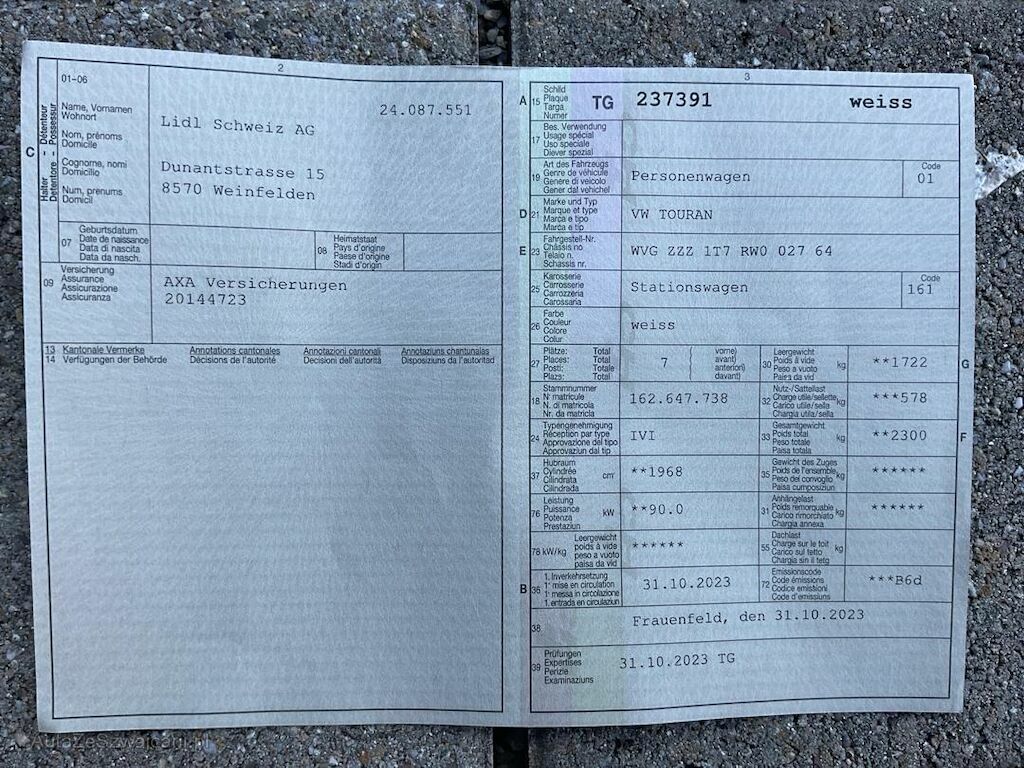 2
01-06
Halter - Détenteur
Detentore - Possessur
C
Name, Vornamen
Wohnort
Nom, prénoms
Domicile
Cognome, nomi
Domicilio
Num, prenums
Domicil
24.087.551
Lidl Schweiz AG
Dunantstrasse 15
8570 Weinfelden
07
Geburtsdatum
Date de naissance
Data di nascita
Data da nasch.
08
Heimatstaat
Pays d'origine
Paese d'origine
Stadi d'origin
09
Versicherung
Assurance
Assicurazione
Assicuranza
AXA Versicherungen
20144723
13 Kantonale Vermerke Annotations cantonales Annotazioni cantonali Annotaziuns chantunalas
14 Verfügungen der Behörde Décisions de l'autorité Decisioni dell'autorità Disposiziuns da l'autoritad
3
A 15
Schild
Plaque
Targa
Numer
TG 237391 weiss
17
Bes. Verwendung
Usage spécial
Uso speciale
Diever spezial
19
Art des Fahrzeugs
Genre de véhicule
Genere di veicolo
Gener dal vehichel
Personenwagen
Code
01
D 21
Marke und Typ
Marque et type
Marca e tipo
Marca e tip
VW TOURAN
E 23
Fahrgestell-Nr.
Châssis no
Telaio n.
Schassis nr.
WVG ZZZ 1T7 RW0 027 64
25
Karosserie
Carrosserie
Carrozzeria
Carossaria
Stationswagen
Code
161
26
Farbe
Couleur
Colore
Colur
weiss
27
Plätze: Total
Places: Total
Posti: Totale
Plazs: Total
7
( vorne)
( avant)
( anteriori)
( davant)
30
Leergewicht
Poids à vide
Peso a vuoto
Paisa da vid
kg
**1722
G
18
Stammnummer
N° matricule
N. di matricola
Nr. da matricla
162.647.738
32
Nutz-/Sattellast
Charge utile/sellette
Carico utile/sella
Chargia utila/sella
kg
***578
24
Typengenehmigung
Réception par type
Approvazione del tipo
Approvaziun dal tip
IVI
33
Gesamtgewicht
Poids total
Peso totale
Paisa totala
kg
**2300
F
37
Hubraum
Cylindrée
Cilindrata
Cilindrada
cm³
**1968
35
Gewicht des Zuges
Poids de l'ensemble
Peso del convoglio
Paisa cumposiziun
kg
******
76
Leistung
Puissance
Potenza
Prestaziun
kW
**90.0
31
Anhängelast
Poids remorquable
Carico rimorchiato
Chargia annexa
kg
******
78 kW/kg
Leergewicht
poids à vide
peso a vuoto
paisa da vid
******
55
Dachlast
Charge sur le toit
Carico sul tetto
Chargia sin il tetg
kg
B 36
1. Inverkehrsetzung
1re mise en circulation
1a messa in circolazione
1. entrada en circulaziun
31.10.2023
72
Emissionscode
Code émissions
Codice emissioni
Code d'emissiuns
***B6d
38
Frauenfeld, den 31.10.2023
39
Prüfungen
Expertises
Perizie
Examinaziuns
31.10.2023 TG